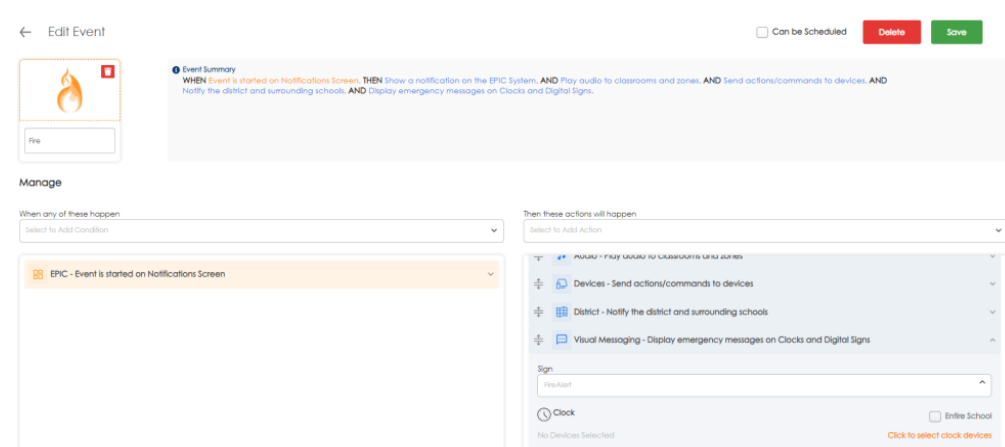 Edit Event
Can be Scheduled
Delete
Save
Event Summary
WHEN Event is started on Notifications Screen. THEN Show a notification on the EPIC System. AND Play audio to classrooms and zones. AND Send actions/commands to devices. AND
Notify the district and surrounding schools. AND Display emergency messages on Clocks and Digital Signs.
Fire
Manage
When any of these happen
Select to Add Condition
EPIC - Event is started on Notifications Screen
Then these actions will happen
Select to Add Action
Audio - Play audio to classrooms and zones
Devices - Send actions/commands to devices
District - Notify the district and surrounding schools
Visual Messaging - Display emergency messages on Clocks and Digital Signs
Sign
FireAlert
Clock
Entire School
No Devices Selected
Click to select clock devices